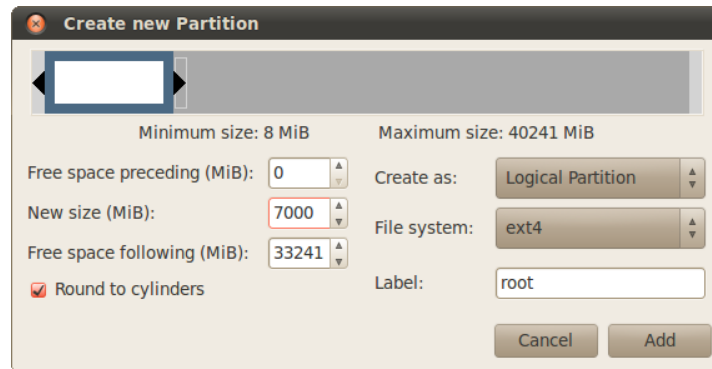 Create new Partition
Minimum size: 8 MiB Maximum size: 40241 MiB
Free space preceding (MiB): 0
New size (MiB): 7000
Free space following (MiB): 33241
Round to cylinders
Create as: Logical Partition
File system: ext4
Label: root
Cancel Add